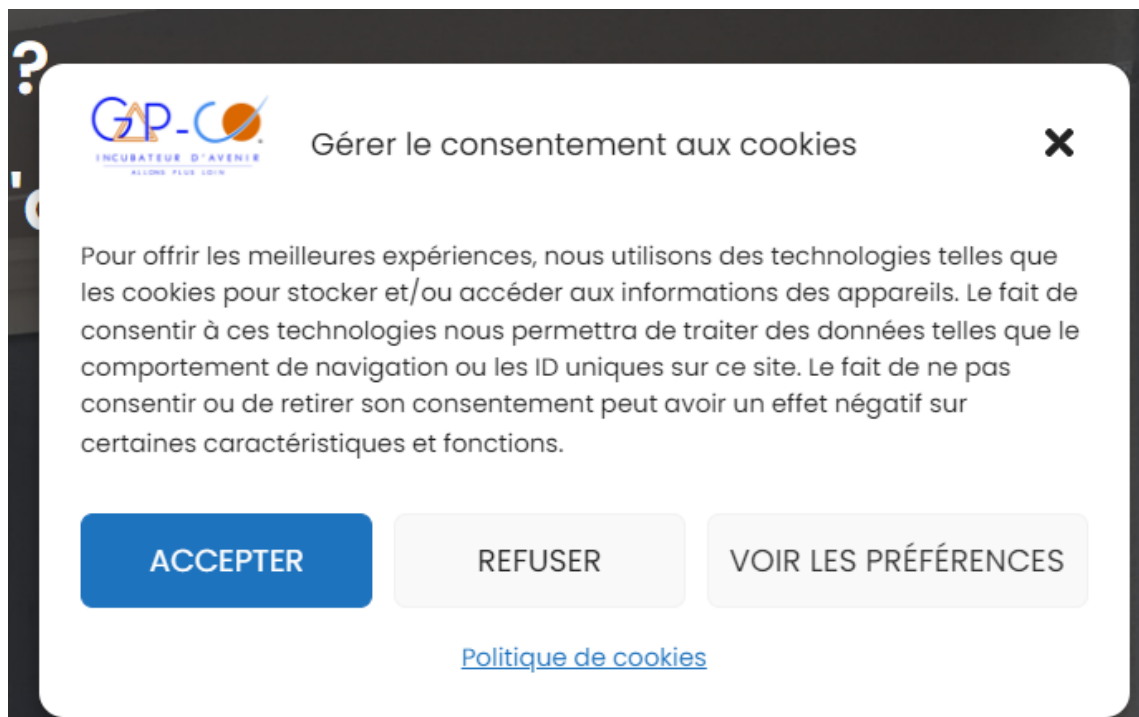 ?
GAP-CO
INCUBATEUR D'AVENIR
ALLONS PLUS LOIN
Gérer le consentement aux cookies
Pour offrir les meilleures expériences, nous utilisons des technologies telles que
les cookies pour stocker et/ou accéder aux informations des appareils. Le fait de
consentir à ces technologies nous permettra de traiter des données telles que le
comportement de navigation ou les ID uniques sur ce site. Le fait de ne pas
consentir ou de retirer son consentement peut avoir un effet négatif sur
certaines caractéristiques et fonctions.
ACCEPTER
REFUSER
VOIR LES PRÉFÉRENCES
Politique de cookies